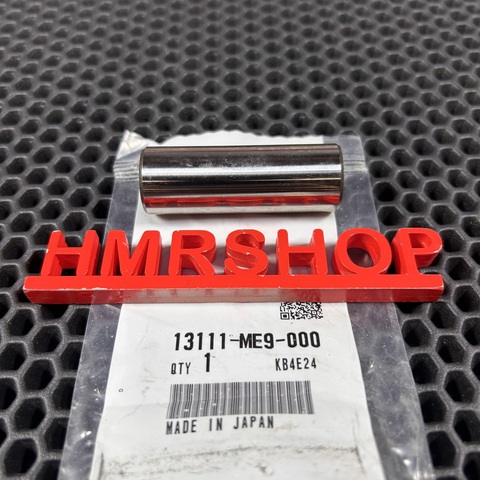 HMRSHOP
13111-ME9-000
QTY 1 KB4E24
MADE IN JAPAN